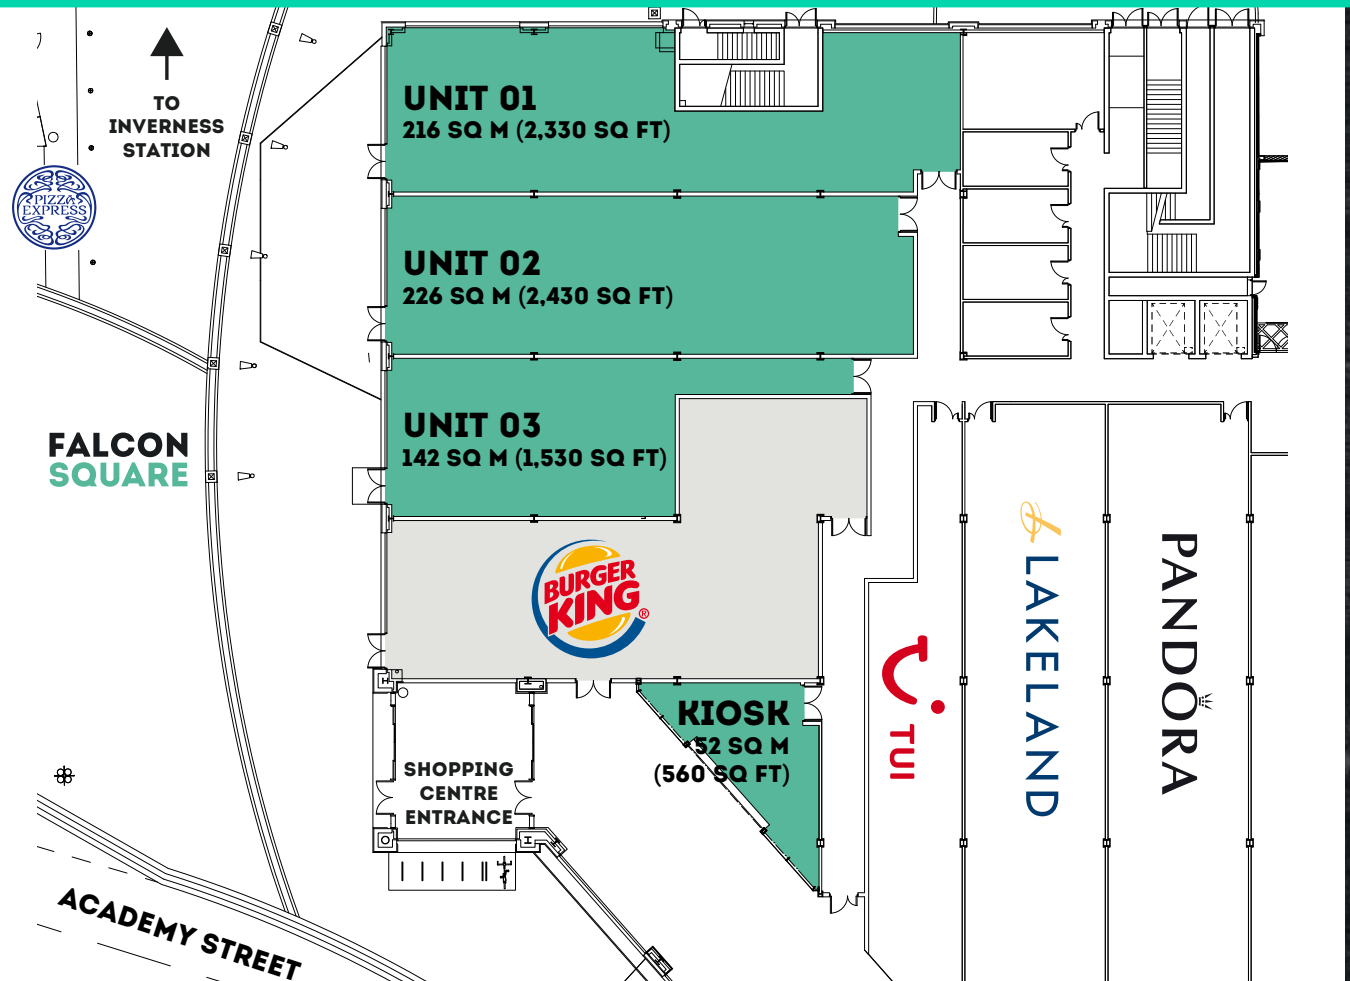 TO
INVERNESS
STATION
PIZZA
EXPRESS
UNIT 01
216 SQ M (2,330 SQ FT)
UNIT 02
226 SQ M (2,430 SQ FT)
UNIT 03
142 SQ M (1,530 SQ FT)
FALCON
SQUARE
BURGER
KING®
KIOSK
52 SQ M
(560 SQ FT)
SHOPPING
CENTRE
ENTRANCE
TUI
LAKELAND
PANDORA
ACADEMY STREET